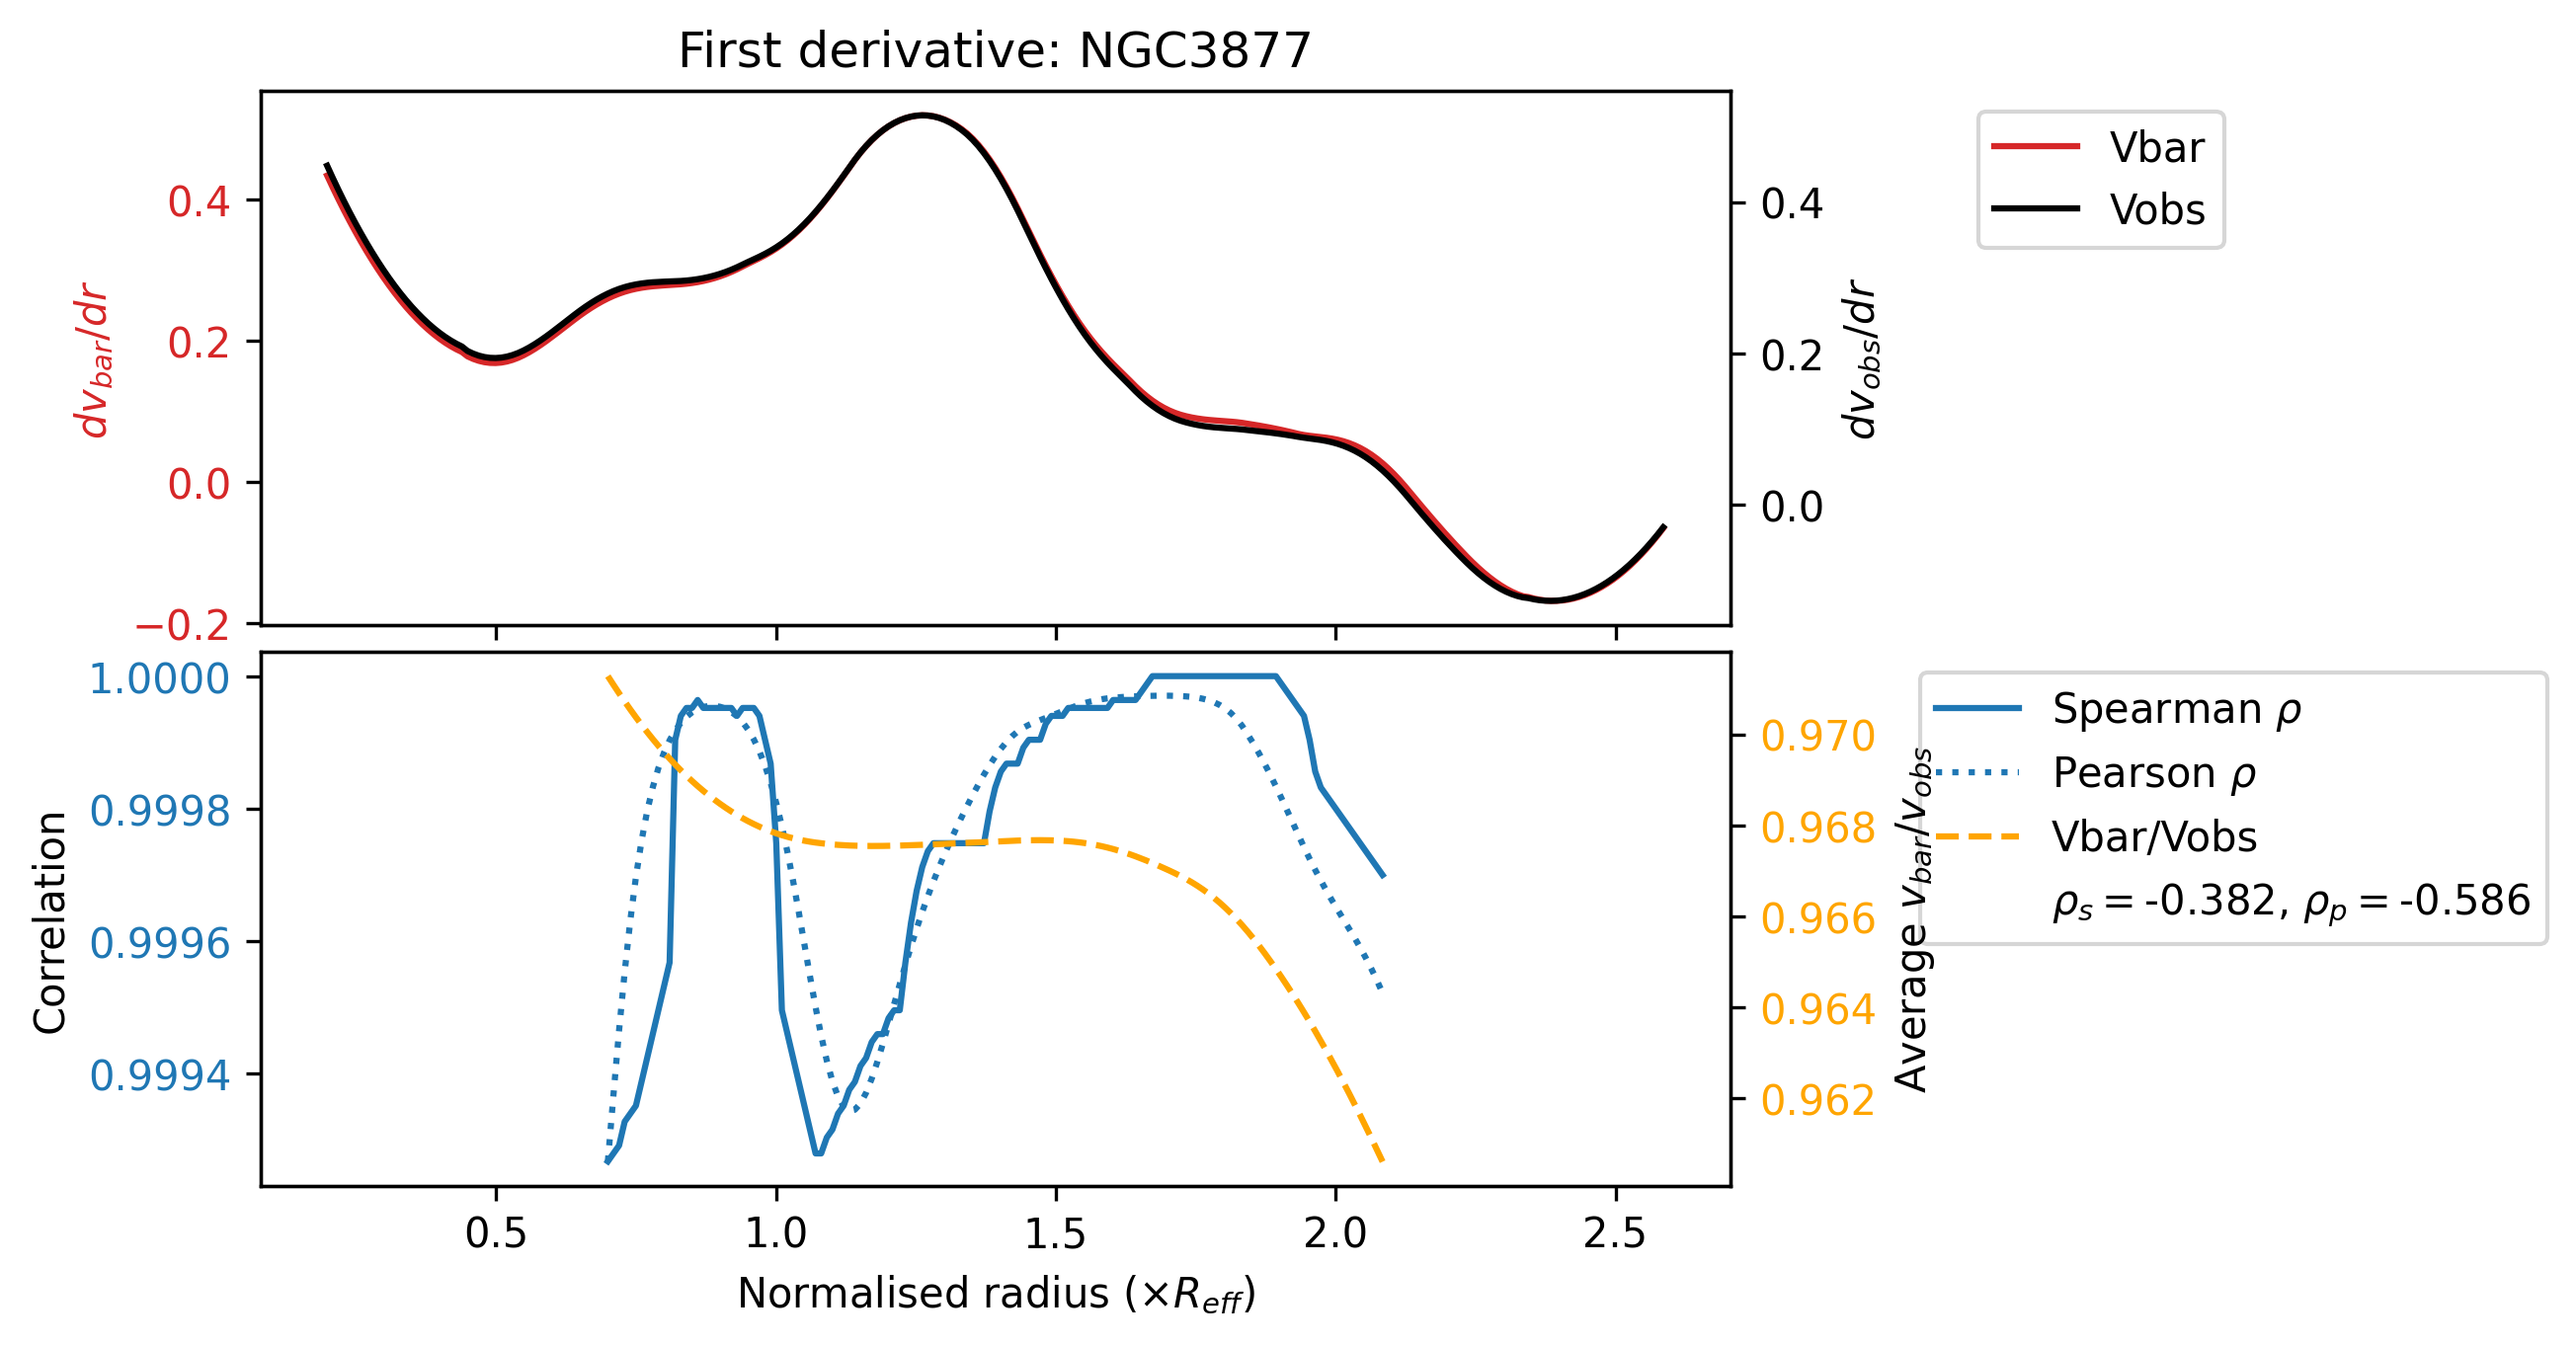 First derivative: NGC3877
0.4
0.2
0.0
−0.2
dv_bar/dr
0.4
0.2
0.0
dv_obs/dr
Vbar
Vobs
1.0000
0.9998
0.9996
0.9994
Correlation
0.970
0.968
0.966
0.964
0.962
Average v_bar/v_obs
Spearman ρ
Pearson ρ
Vbar/Vobs
ρ_s = -0.382, ρ_p = -0.586
0.5 1.0 1.5 2.0 2.5
Normalised radius (×R_eff)